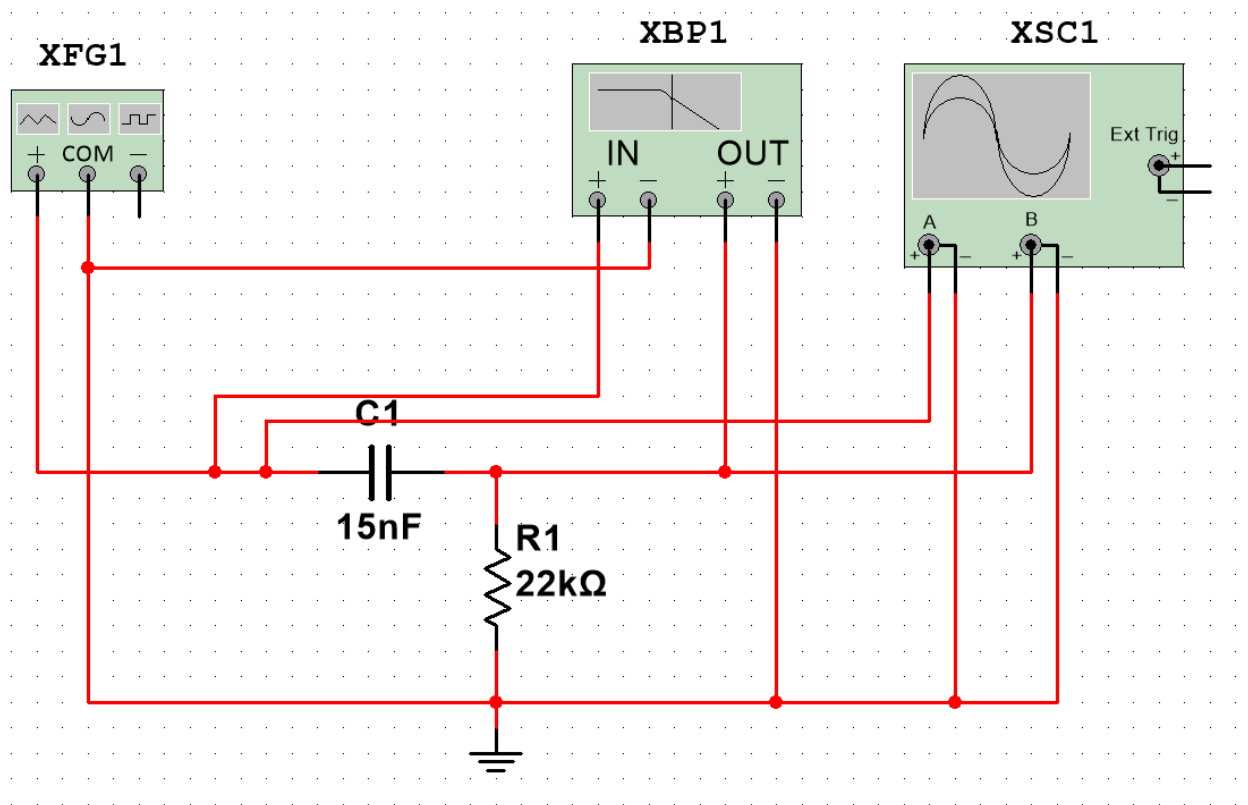 XFG1
XBP1
XSC1
+ COM −
IN OUT
+ − + −
Ext Trig
+
−
A B
+ − + −
C1
15nF
R1
22kΩ